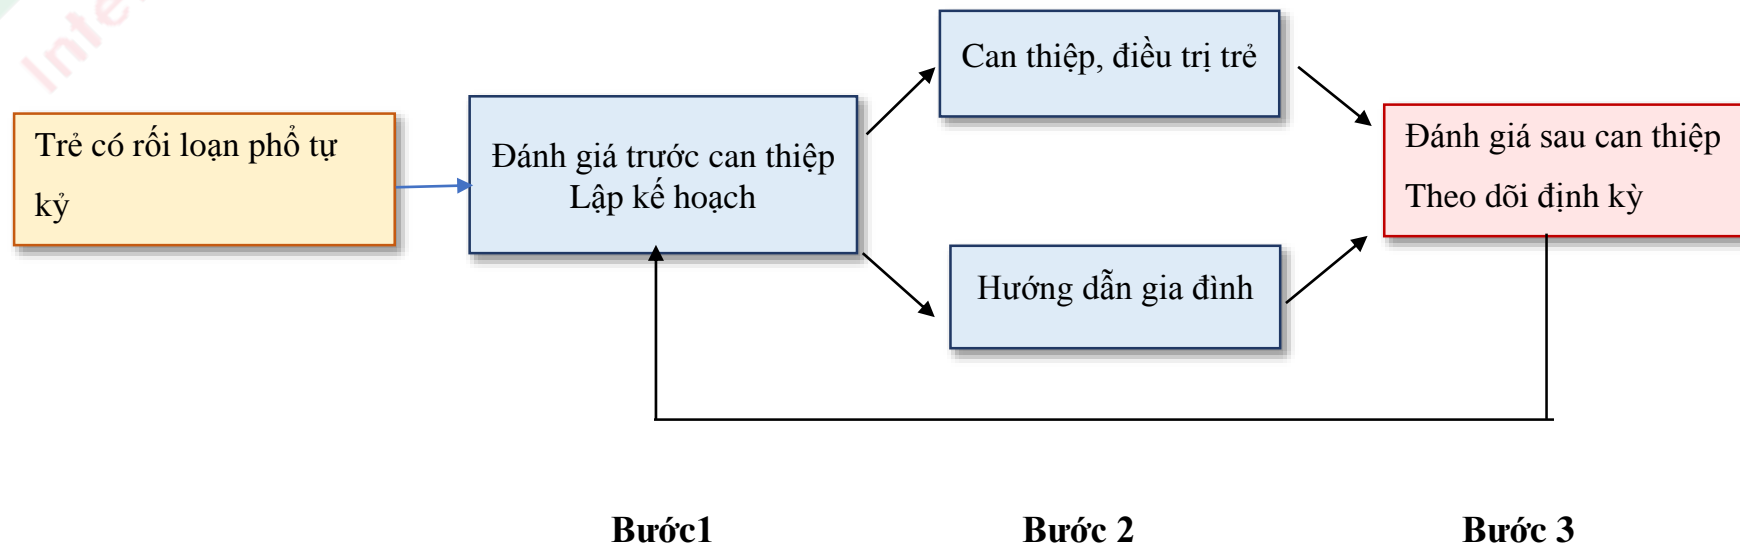 Trẻ có rối loạn phổ tự
kỷ
Đánh giá trước can thiệp
Lập kế hoạch
Can thiệp, điều trị trẻ
Hướng dẫn gia đình
Đánh giá sau can thiệp
Theo dõi định kỳ
Bước1
Bước 2
Bước 3